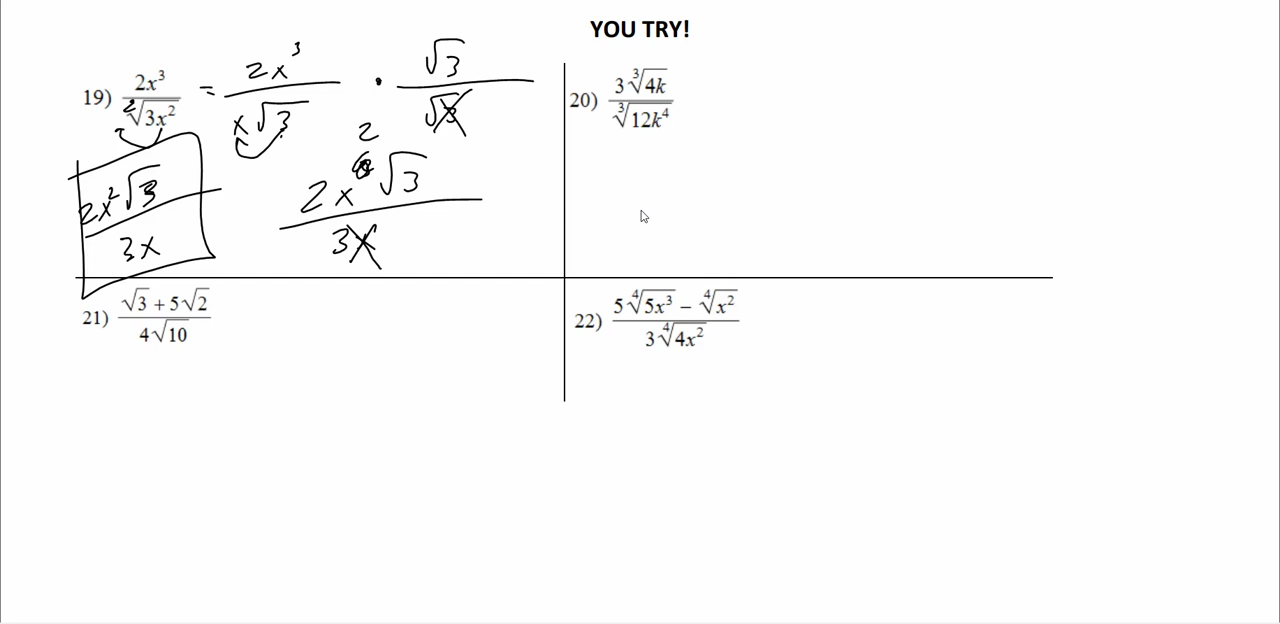 YOU TRY!
19) 2x³ / ²√3x² = 2x³ / x√3 · √3 / √3
2x²√3 / 3x
2x²√3 / 3x
20) 3∛4k / ∛12k⁴
21) √3 + 5√2 / 4√10
22) 5∜5x³ − ∜x² / 3∜4x²